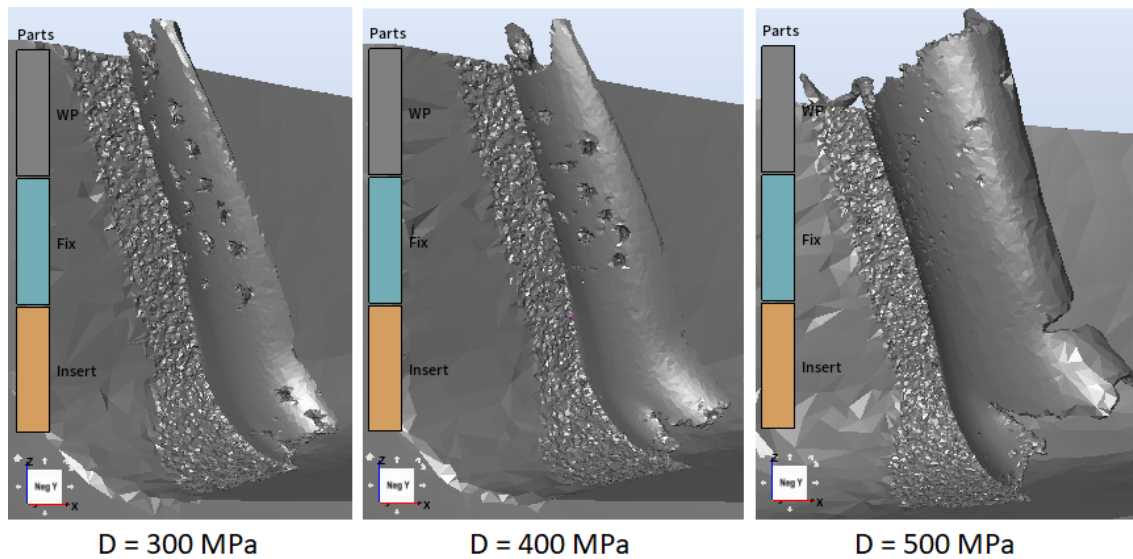 Parts
WP
Fix
Insert
Z
Neg Y
X
Parts
WP
Fix
Insert
Z
Neg Y
X
Parts
WP
Fix
Insert
Z
Neg Y
X
D = 300 MPa
D = 400 MPa
D = 500 MPa